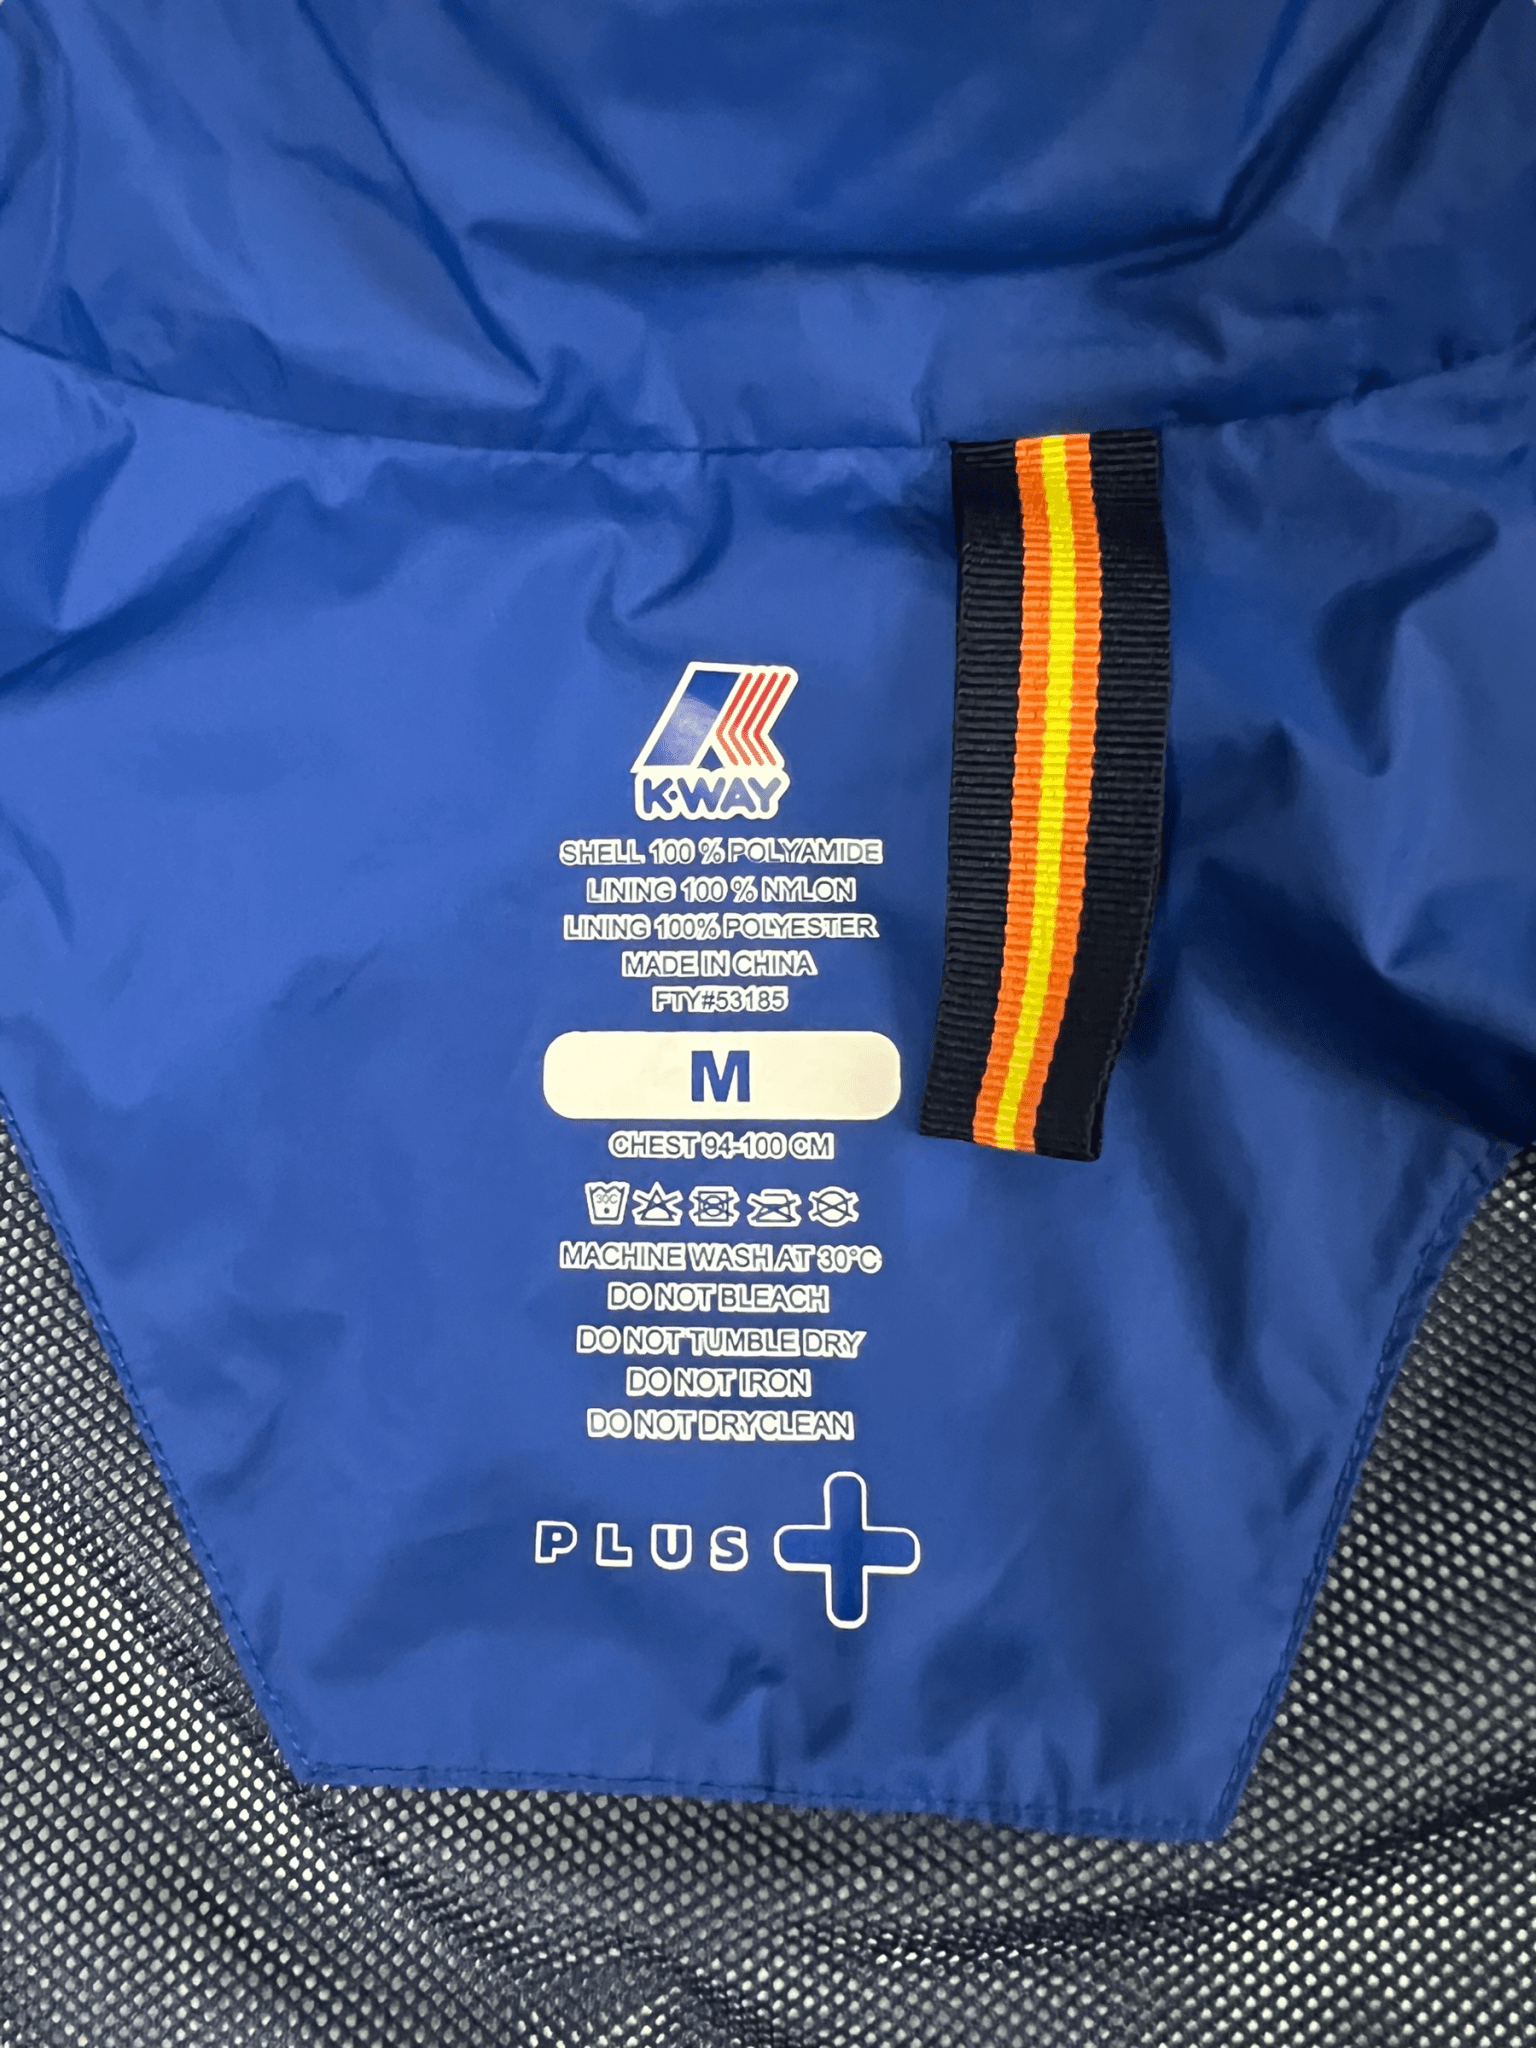 K·WAY
SHELL 100 % POLYAMIDE
LINING 100 % NYLON
LINING 100% POLYESTER
MADE IN CHINA
FTY#53185
M
CHEST 94-100 CM
30C
MACHINE WASH AT 30°C
DO NOT BLEACH
DO NOT TUMBLE DRY
DO NOT IRON
DO NOT DRYCLEAN
PLUS